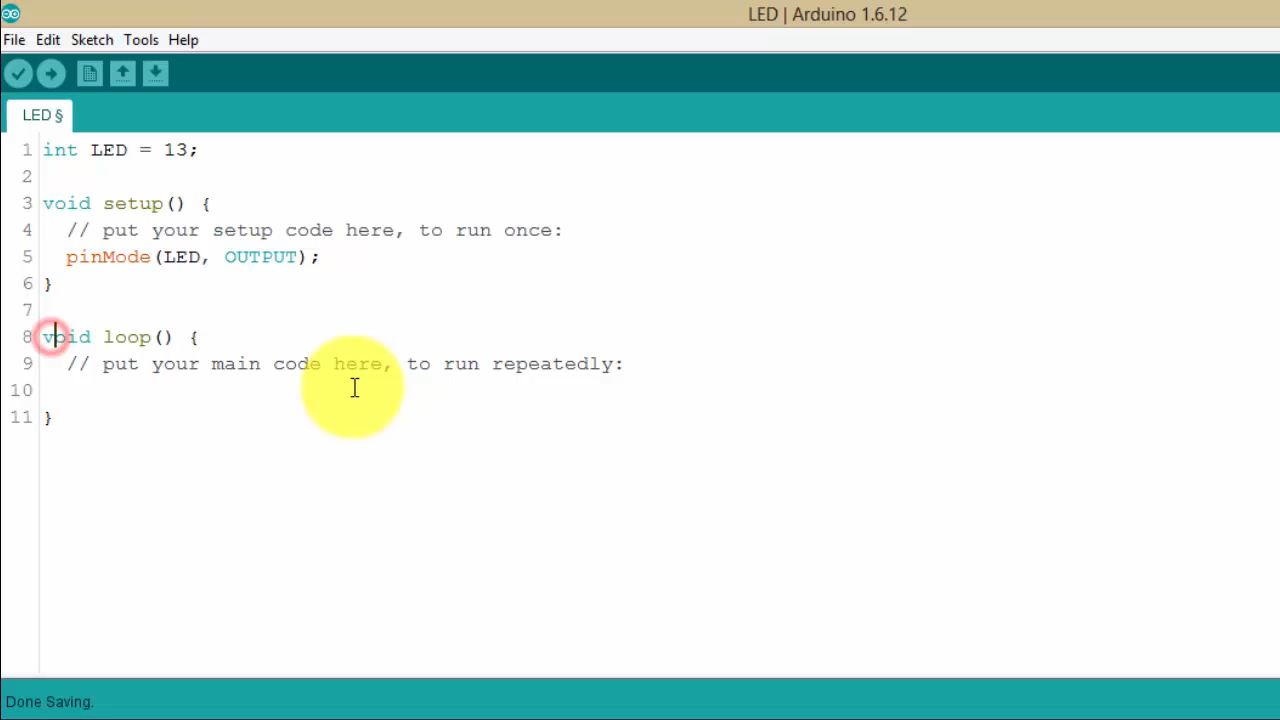 LED | Arduino 1.6.12
File Edit Sketch Tools Help
LED §
1 int LED = 13;
2
3 void setup() {
4 // put your setup code here, to run once:
5 pinMode(LED, OUTPUT);
6 }
7
8 void loop() {
9 // put your main code here, to run repeatedly:
10
11 }
Done Saving.